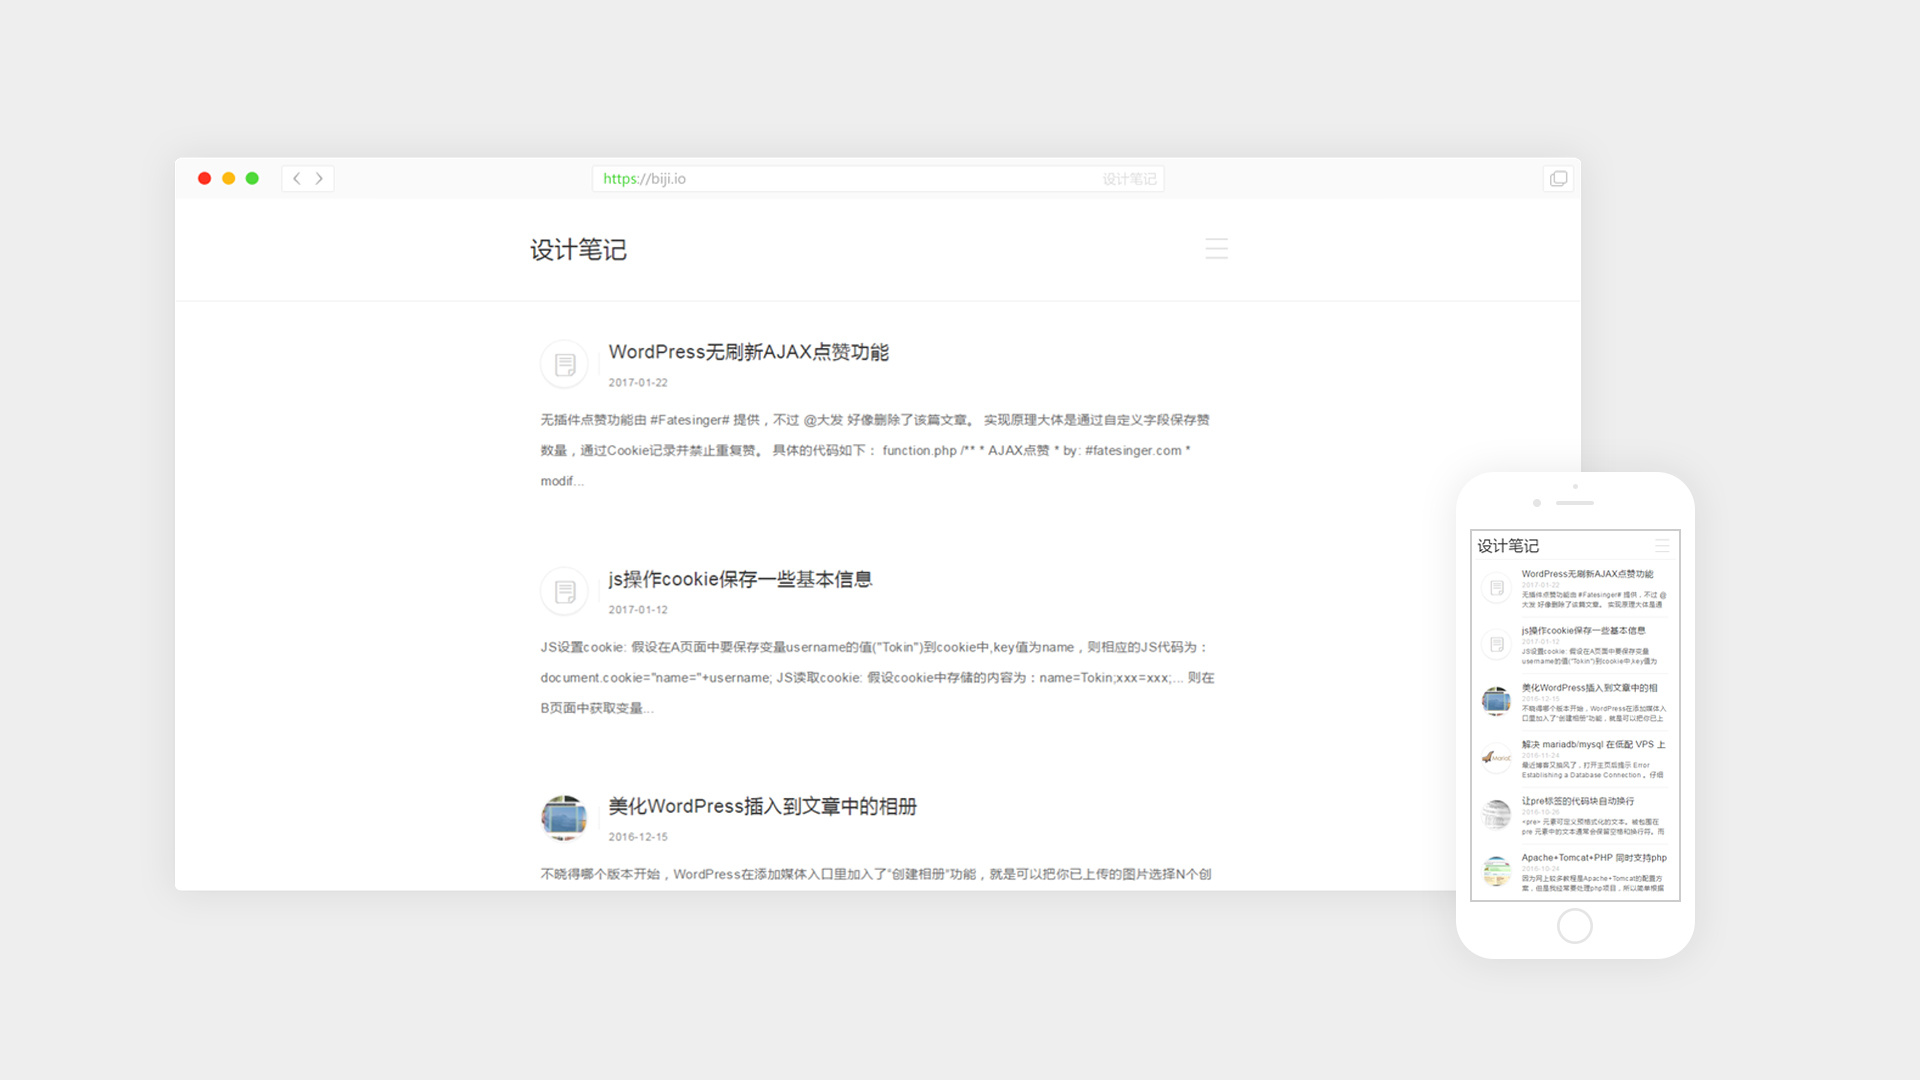 https://biji.io
设计笔记
设计笔记
WordPress无刷新AJAX点赞功能
2017-01-22
无插件点赞功能由 #Fatesinger# 提供，不过 @大发 好像删除了该篇文章。 实现原理大体是通过自定义字段保存赞
数量，通过Cookie记录并禁止重复赞。 具体的代码如下： function.php /** * AJAX点赞 * by: #fatesinger.com *
modif...
js操作cookie保存一些基本信息
2017-01-12
JS设置cookie: 假设在A页面中要保存变量username的值("Tokin")到cookie中,key值为name，则相应的JS代码为：
document.cookie="name="+username; JS读取cookie: 假设cookie中存储的内容为：name=Tokin;xxx=xxx;... 则在
B页面中获取变量...
美化WordPress插入到文章中的相册
2016-12-15
不晓得哪个版本开始，WordPress在添加媒体入口里加入了“创建相册”功能，就是可以把你已上传的图片选择N个创
设计笔记
WordPress无刷新AJAX点赞功能
2017-01-22
无插件点赞功能由 #Fatesinger# 提供，不过 @
大发 好像删除了该篇文章。 实现原理大体是通
js操作cookie保存一些基本信息
2017-01-12
JS设置cookie: 假设在A页面中要保存变量
username的值("Tokin")到cookie中,key值为
美化WordPress插入到文章中的相
2016-12-15
不晓得哪个版本开始，WordPress在添加媒体入
口里加入了“创建相册”功能，就是可以把你已上
解决 mariadb/mysql 在低配 VPS 上
2016-11-24
最近博客又抽风了，打开主页后提示 Error
Establishing a Database Connection 。仔细
让pre标签的代码块自动换行
2016-10-26
<pre> 元素可定义预格式化的文本。被包围在
pre 元素中的文本通常会保留空格和换行符。而
Apache+Tomcat+PHP 同时支持php
2016-10-24
因为网上较多教程是Apache+Tomcat的配置方
案，但是我经常要处理php项目，所以简单根据